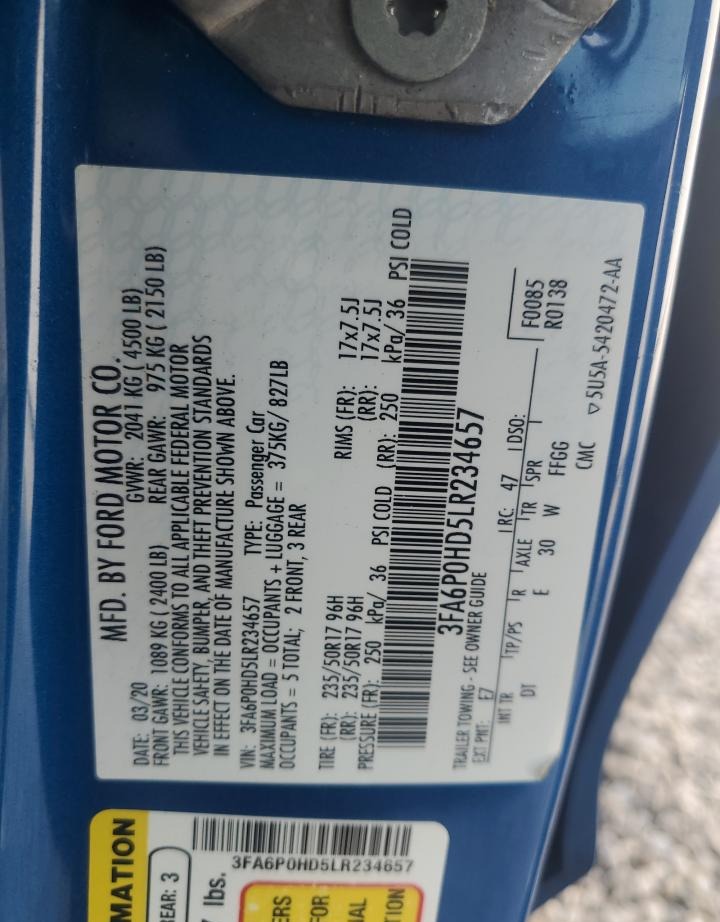 MFD. BY FORD MOTOR CO.
DATE: 03/20 GVWR: 2041 KG ( 4500 LB)
FRONT GAWR: 1089 KG ( 2400 LB) REAR GAWR: 975 KG ( 2150 LB)
THIS VEHICLE CONFORMS TO ALL APPLICABLE FEDERAL MOTOR
VEHICLE SAFETY, BUMPER, AND THEFT PREVENTION STANDARDS
IN EFFECT ON THE DATE OF MANUFACTURE SHOWN ABOVE.
VIN: 3FA6P0HD5LR234657 TYPE: Passenger Car
MAXIMUM LOAD = OCCUPANTS + LUGGAGE = 375KG/ 827LB
OCCUPANTS = 5 TOTAL; 2 FRONT, 3 REAR
TIRE (FR): 235/50R17 96H RIMS (FR): 17x7.5J
(RR): 235/50R17 96H (RR): 17x7.5J
PRESSURE (FR): 250 kPa/ 36 PSI COLD (RR): 250 kPa/ 36 PSI COLD
3FA6P0HD5LR234657
TRAILER TOWING - SEE OWNER GUIDE
EXT PNT: E7 RC: 47 DSO:
INT TR TP/PS R AXLE TR SPR
DT E 30 W FFGG
F0085
R0138
CMC
▽5U5A-5420472-AA
MATION
REAR: 3
lbs.
3FA6P0HD5LR234657
ERS
FOR